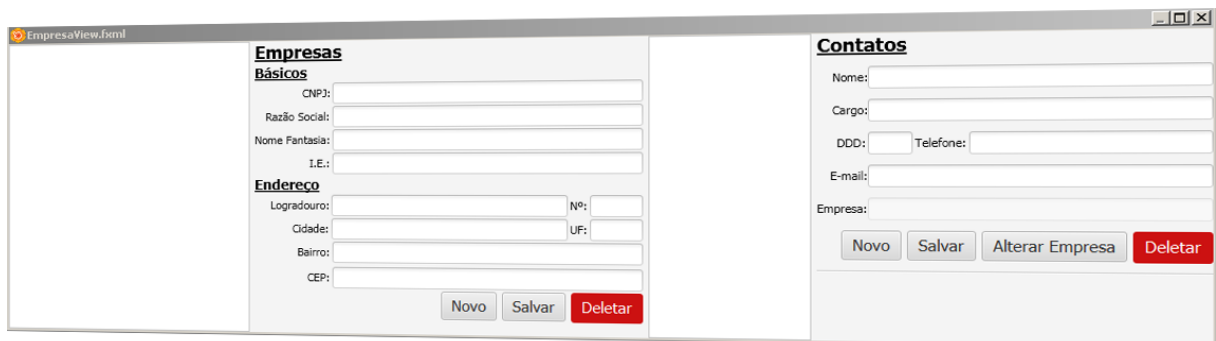 EmpresaView.fxml
Empresas
Básicos
CNPJ:
Razão Social:
Nome Fantasia:
I.E.:
Endereço
Logradouro: Nº:
Cidade: UF:
Bairro:
CEP:
Novo Salvar Deletar
Contatos
Nome:
Cargo:
DDD: Telefone:
E-mail:
Empresa:
Novo Salvar Alterar Empresa Deletar